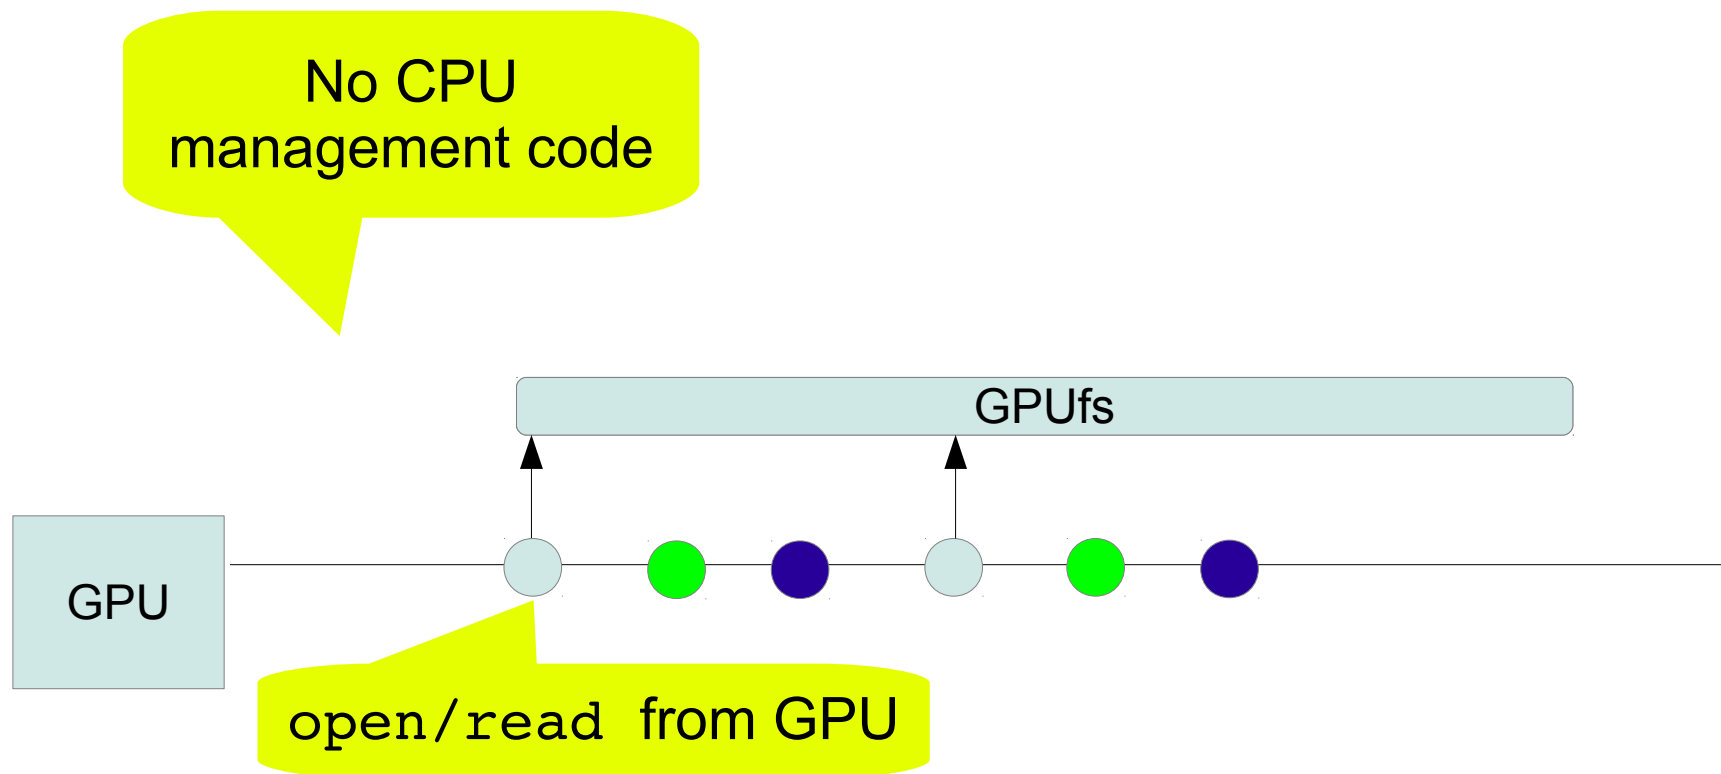 No CPU
management code
GPUfs
GPU
open/read from GPU